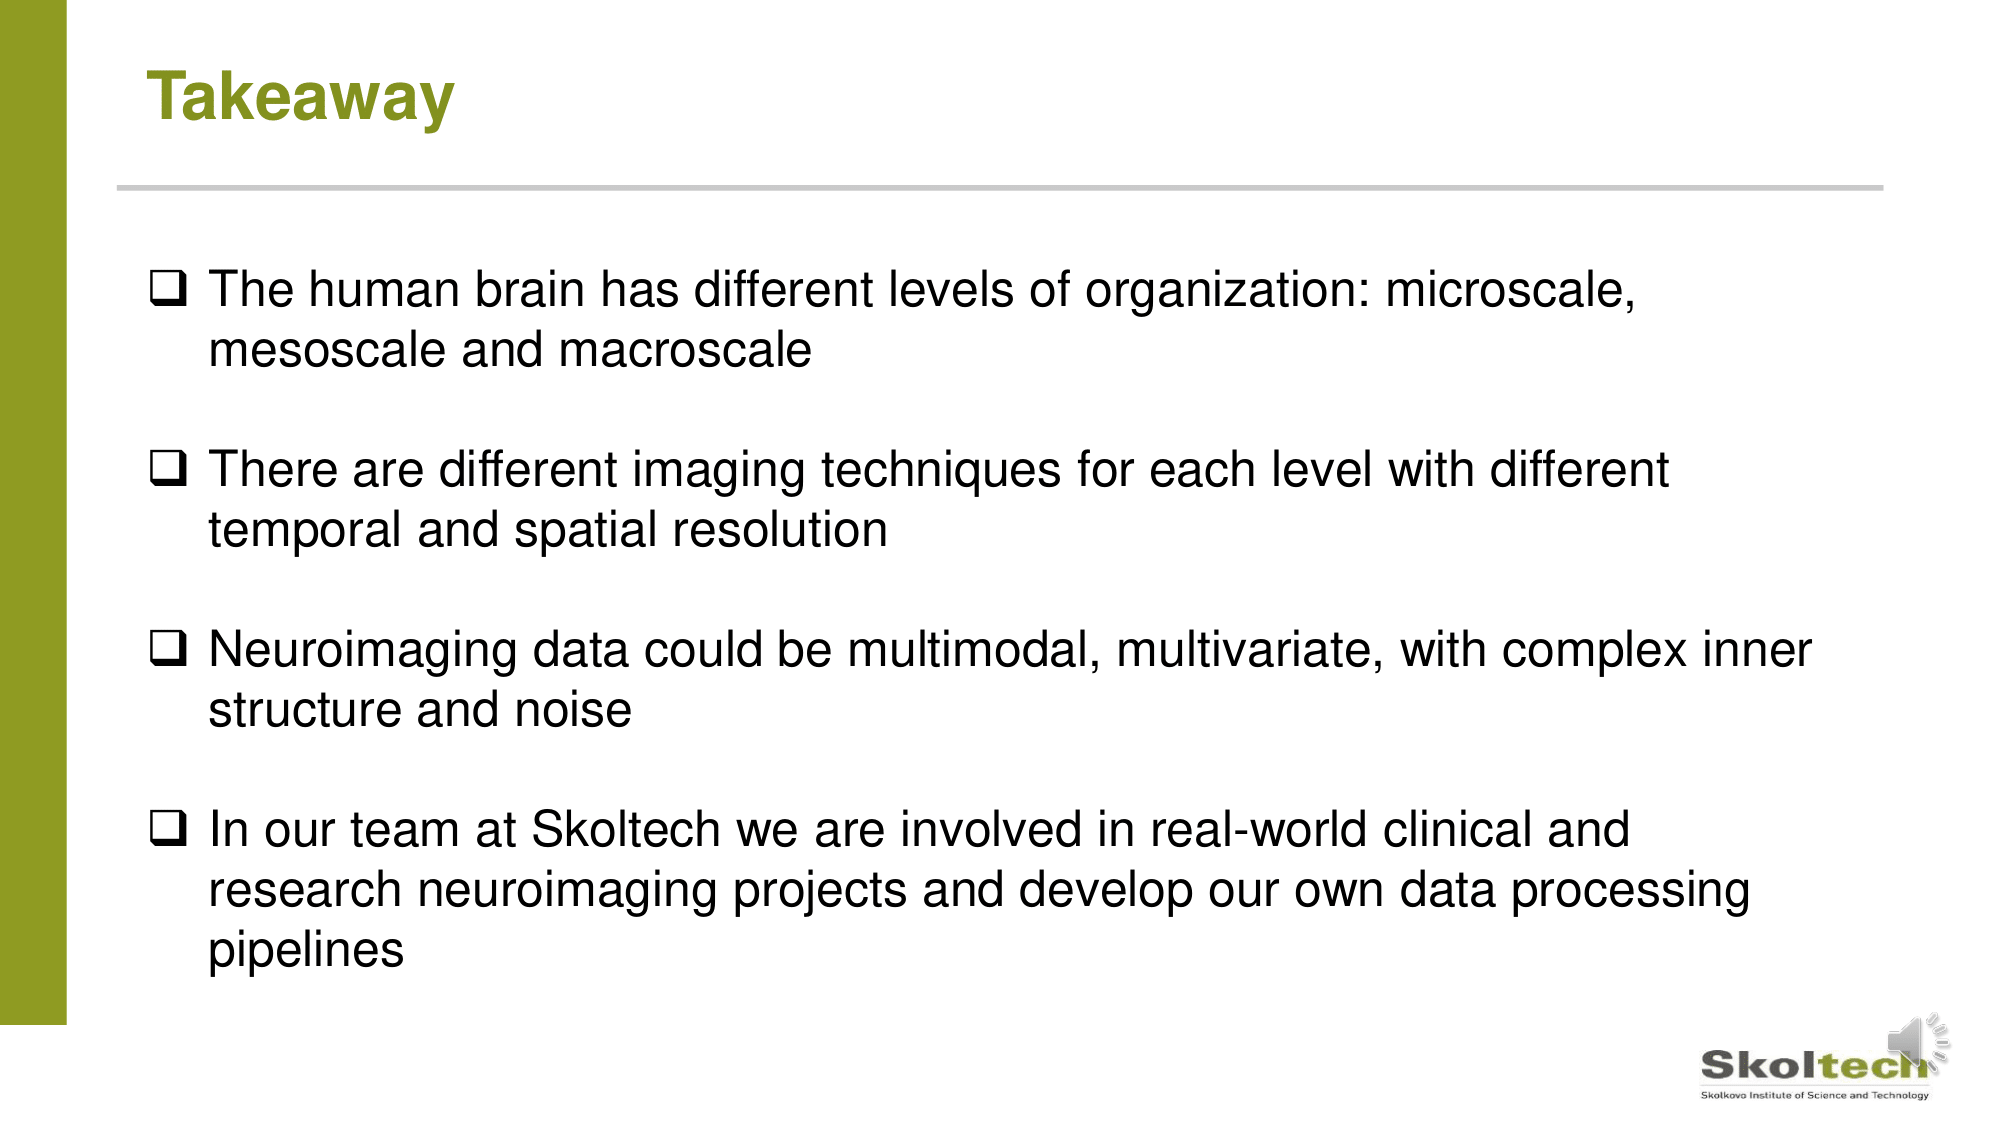 Takeaway
The human brain has different levels of organization: microscale,
mesoscale and macroscale
There are different imaging techniques for each level with different
temporal and spatial resolution
Neuroimaging data could be multimodal, multivariate, with complex inner
structure and noise
In our team at Skoltech we are involved in real-world clinical and
research neuroimaging projects and develop our own data processing
pipelines
Skoltech
Skolkovo Institute of Science and Technology